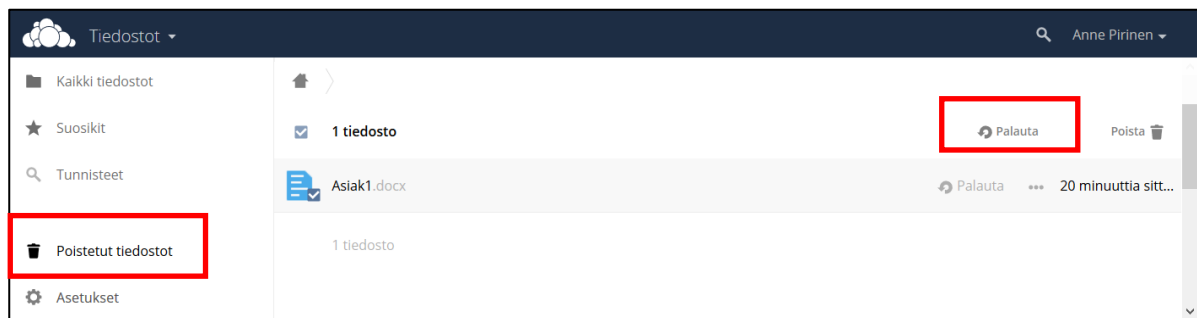 Tiedostot
Anne Pirinen
Kaikki tiedostot
Suosikit
Tunnisteet
Poistetut tiedostot
Asetukset
1 tiedosto
Palauta
Poista
Asiak1.docx
Palauta
20 minuuttia sitt...
1 tiedosto